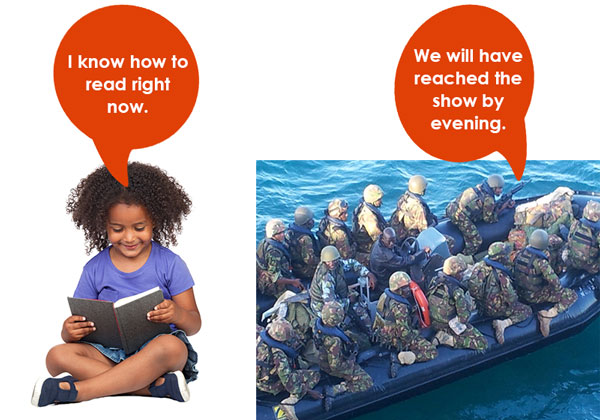 I know how to
read right
now.
We will have
reached the
show by
evening.